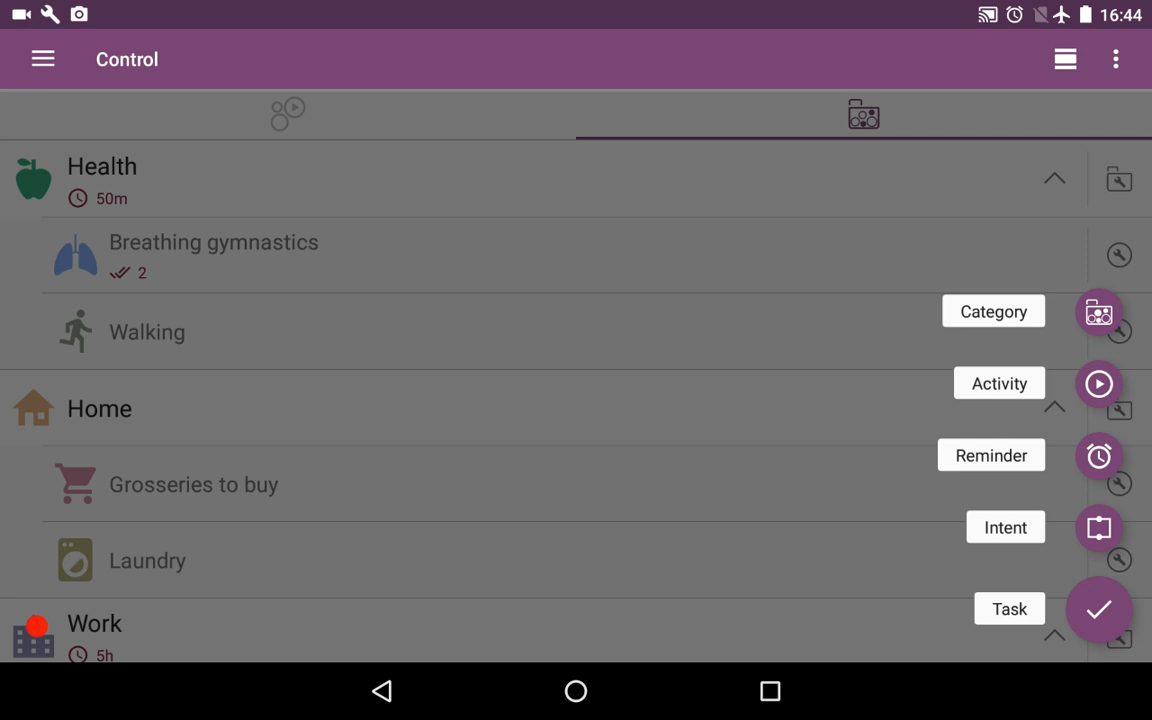 16:44
Control
Health
50m
Breathing gymnastics
2
Category
Walking
Activity
Home
Reminder
Grosseries to buy
Intent
Laundry
Task
Work
5h